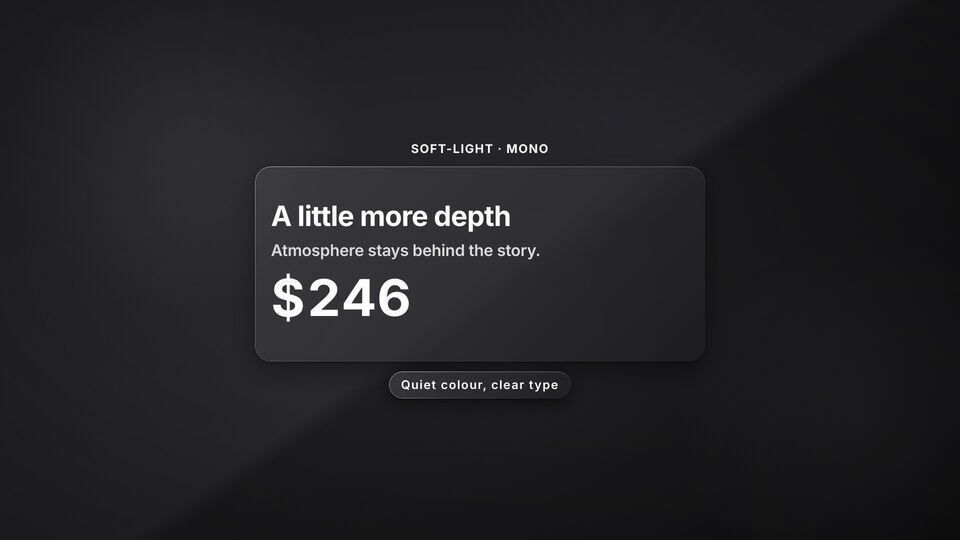 SOFT-LIGHT · MONO
A little more depth
Atmosphere stays behind the story.
$246
Quiet colour, clear type